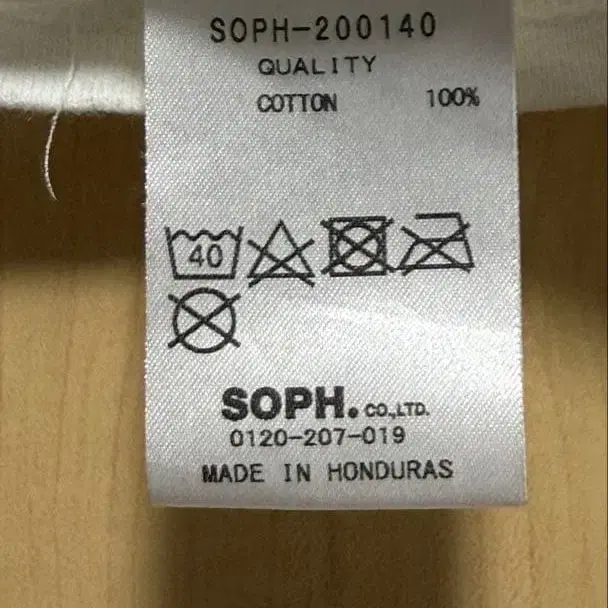 SOPH-200140
QUALITY
COTTON 100%
40
SOPH. CO.,LTD.
0120-207-019
MADE IN HONDURAS